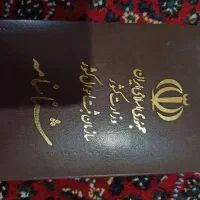 جمهوری اسلامی ایران
وزارت کشور
سازمان ثبت احوال کشور
شناسنامه